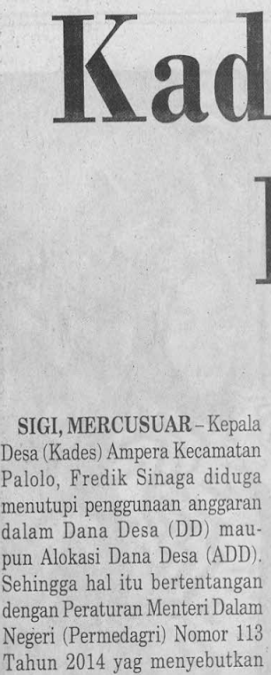 Kad
SIGI, MERCUSUAR – Kepala
Desa (Kades) Ampera Kecamatan
Palolo, Fredik Sinaga diduga
menutupi penggunaan anggaran
dalam Dana Desa (DD) mau-
pun Alokasi Dana Desa (ADD).
Sehingga hal itu bertentangan
dengan Peraturan Menteri Dalam
Negeri (Permedagri) Nomor 113
Tahun 2014 yag menyebutkan